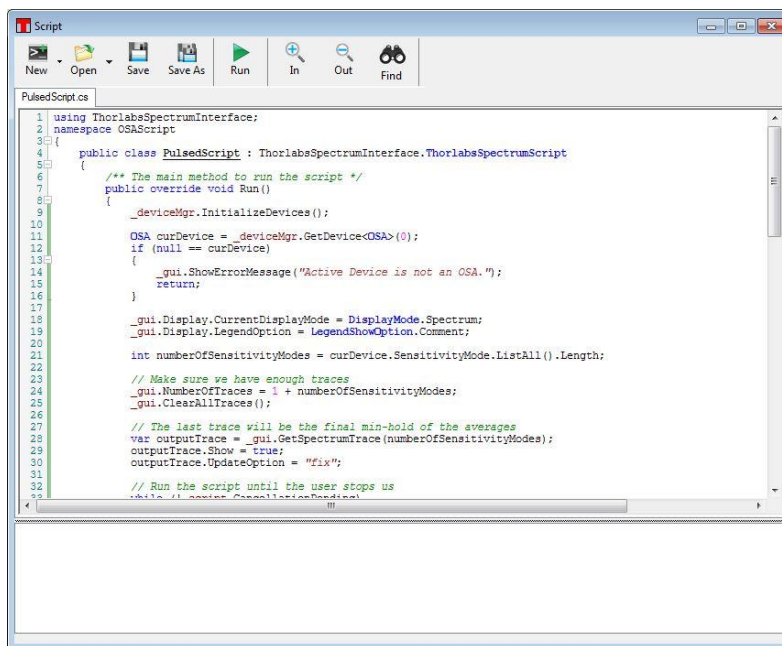 Script
New Open Save Save As Run In Out Find
PulsedScript.cs
1 using ThorlabsSpectrumInterface;
2 namespace OSAScript
3 {
4 public class PulsedScript : ThorlabsSpectrumInterface.ThorlabsSpectrumScript
5 {
6 /** The main method to run the script */
7 public override void Run()
8 {
9 _deviceMgr.InitializeDevices();
10
11 OSA curDevice = _deviceMgr.GetDevice<OSA>(0);
12 if (null == curDevice)
13 {
14 _gui.ShowErrorMessage("Active Device is not an OSA.");
15 return;
16 }
17
18 _gui.Display.CurrentDisplayMode = DisplayMode.Spectrum;
19 _gui.Display.LegendOption = LegendShowOption.Comment;
20
21 int numberOfSensitivityModes = curDevice.SensitivityMode.ListAll().Length;
22
23 // Make sure we have enough traces
24 _gui.NumberOfTraces = 1 + numberOfSensitivityModes;
25 _gui.ClearAllTraces();
26
27 // The last trace will be the final min-hold of the averages
28 var outputTrace = _gui.GetSpectrumTrace(numberOfSensitivityModes);
29 outputTrace.Show = true;
30 outputTrace.UpdateOption = "fix";
31
32 // Run the script until the user stops us
33 while (!_script.CancellationPending)